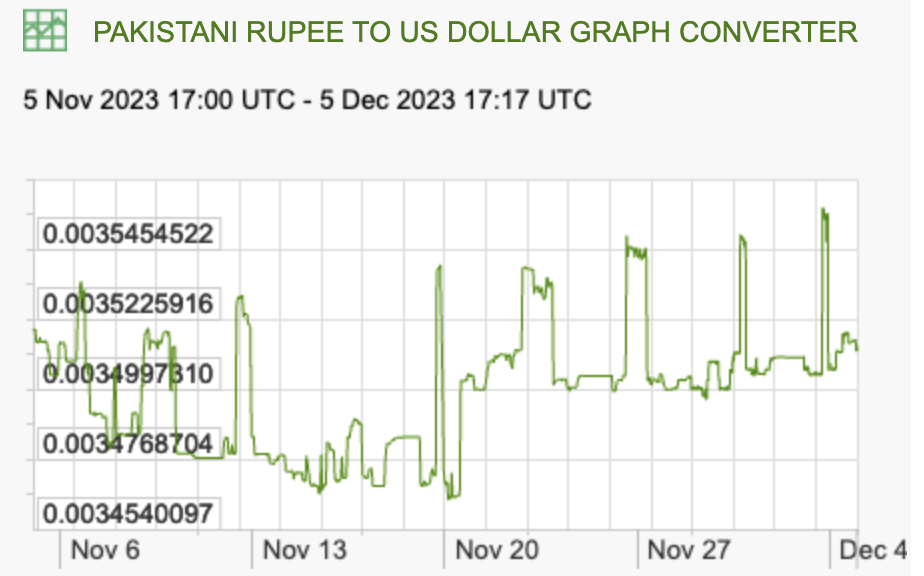 PAKISTANI RUPEE TO US DOLLAR GRAPH CONVERTER
5 Nov 2023 17:00 UTC - 5 Dec 2023 17:17 UTC
0.0035454522
0.0035225916
0.0034997310
0.0034768704
0.0034540097
Nov 6 Nov 13 Nov 20 Nov 27 Dec 4